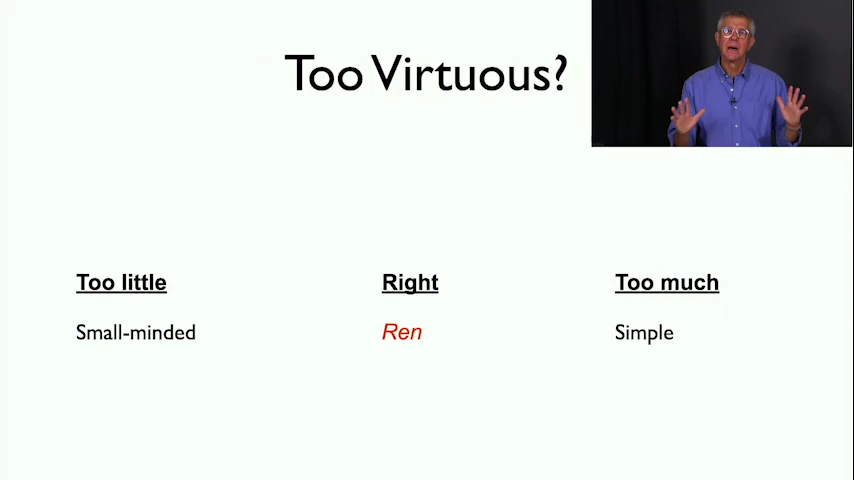 Too Virtuous?
Too little Right Too much
Small-minded Ren Simple